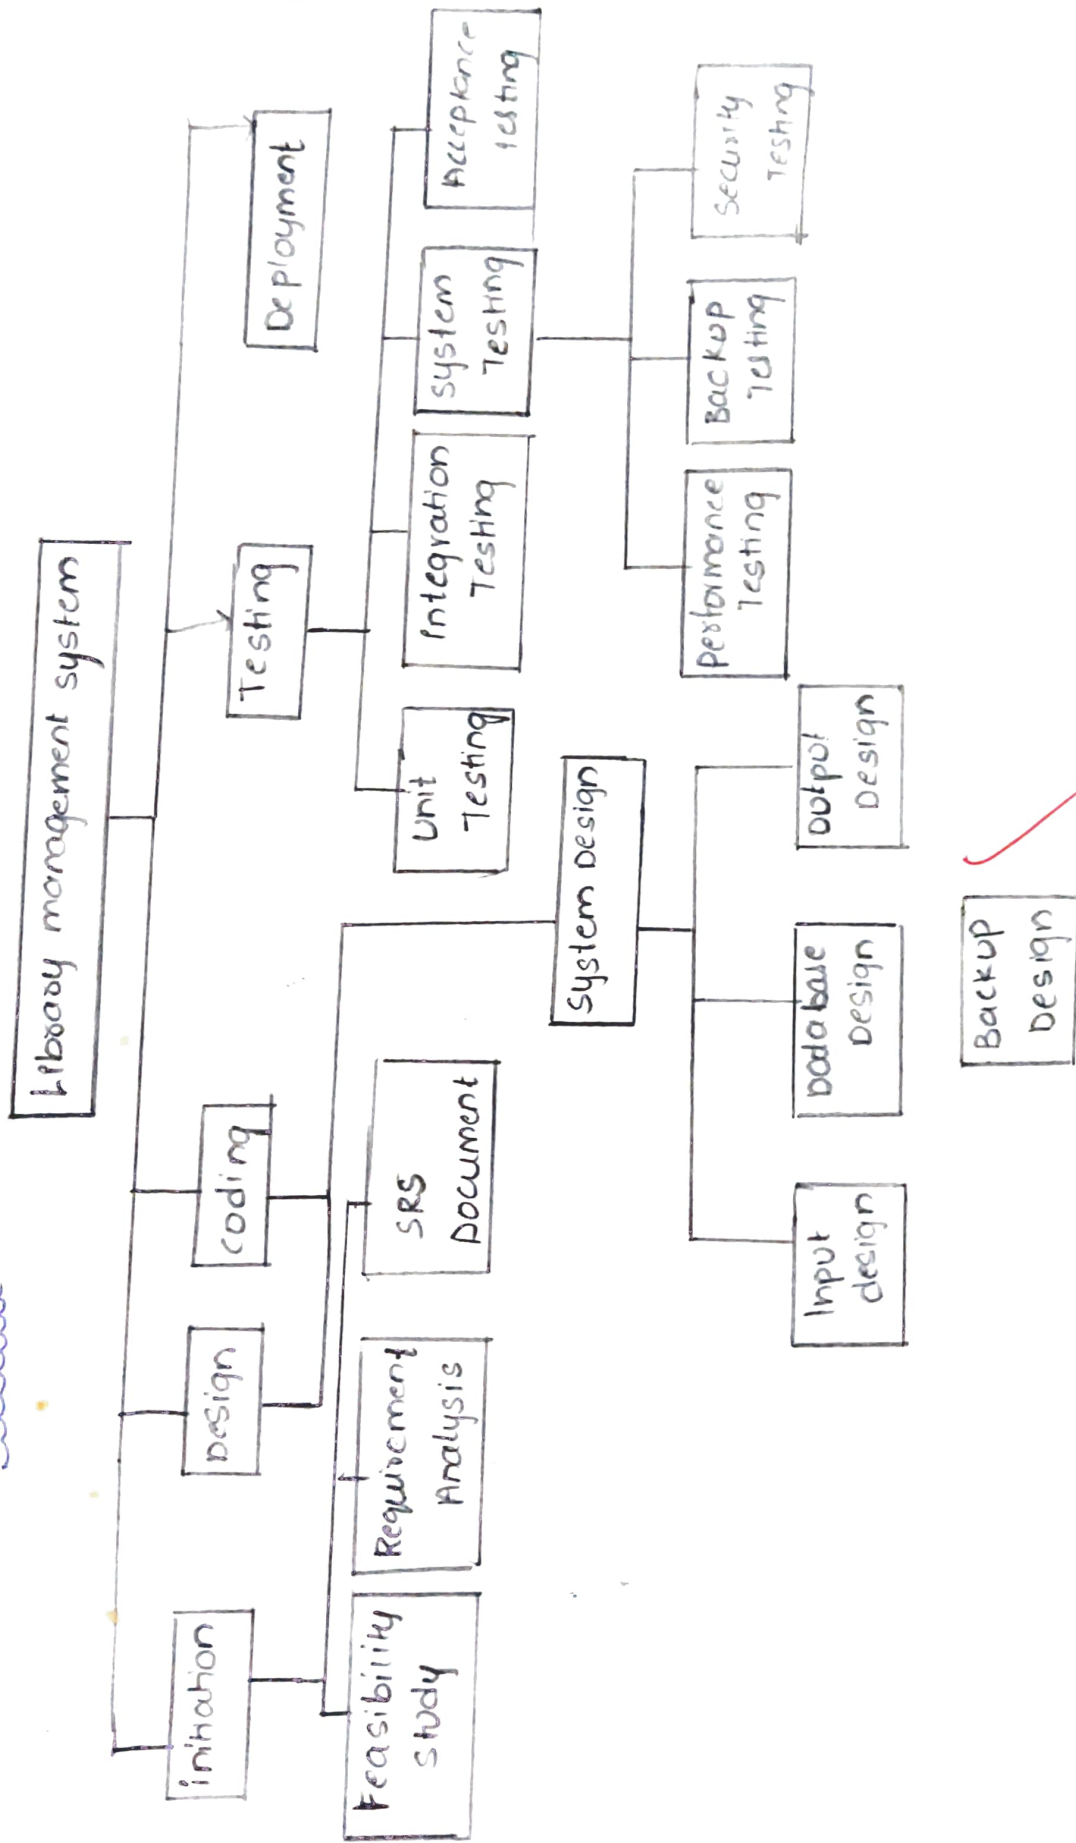 Library management system
initiation
Design
coding
Testing
Deployment
Feasibility
study
Requirement
Analysis
SRS
Document
Unit
Testing
Integration
Testing
System
Testing
Acceptance
testing
System Design
Performance
Testing
Backup
Testing
Security
Testing
Input
design
Database
Design
Output
Design
Backup
Design